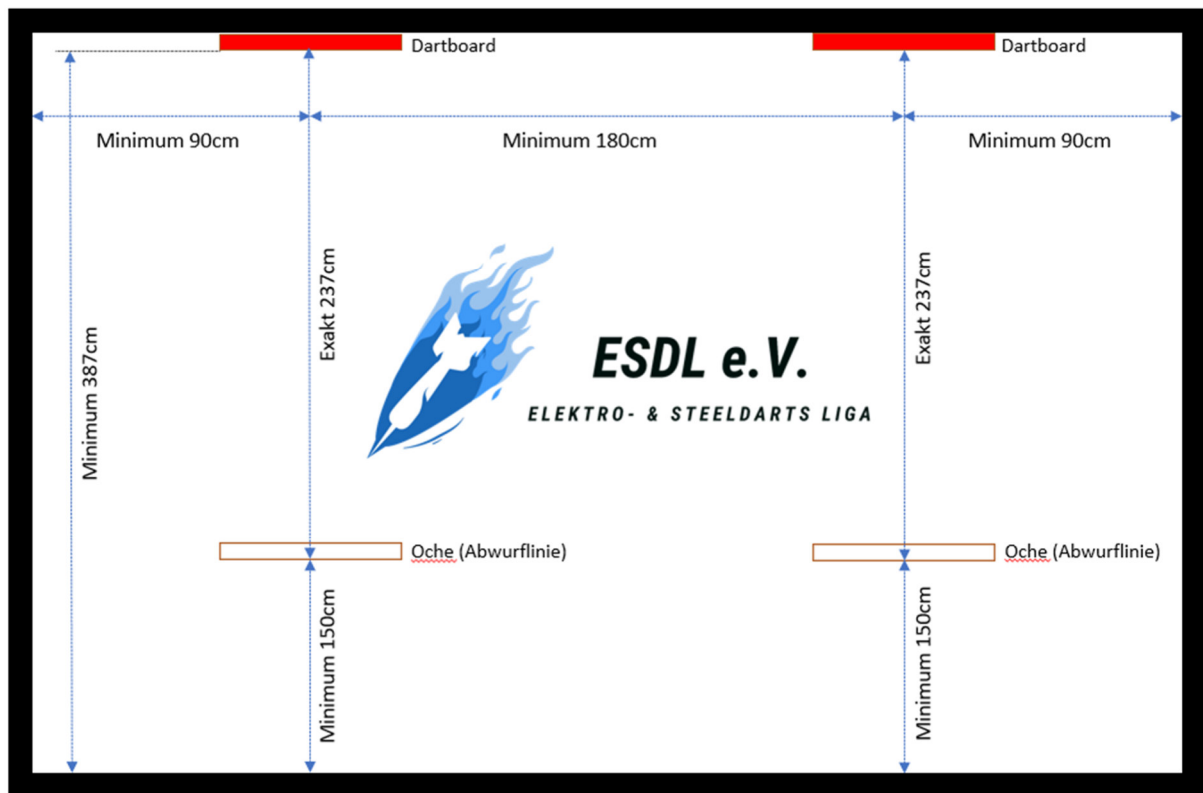 Dartboard
Dartboard
Minimum 90cm
Minimum 180cm
Minimum 90cm
Minimum 387cm
Exakt 237cm
Exakt 237cm
ESDL e.V.
ELEKTRO- & STEELDARTS LIGA
Oche (Abwurflinie)
Oche (Abwurflinie)
Minimum 150cm
Minimum 150cm